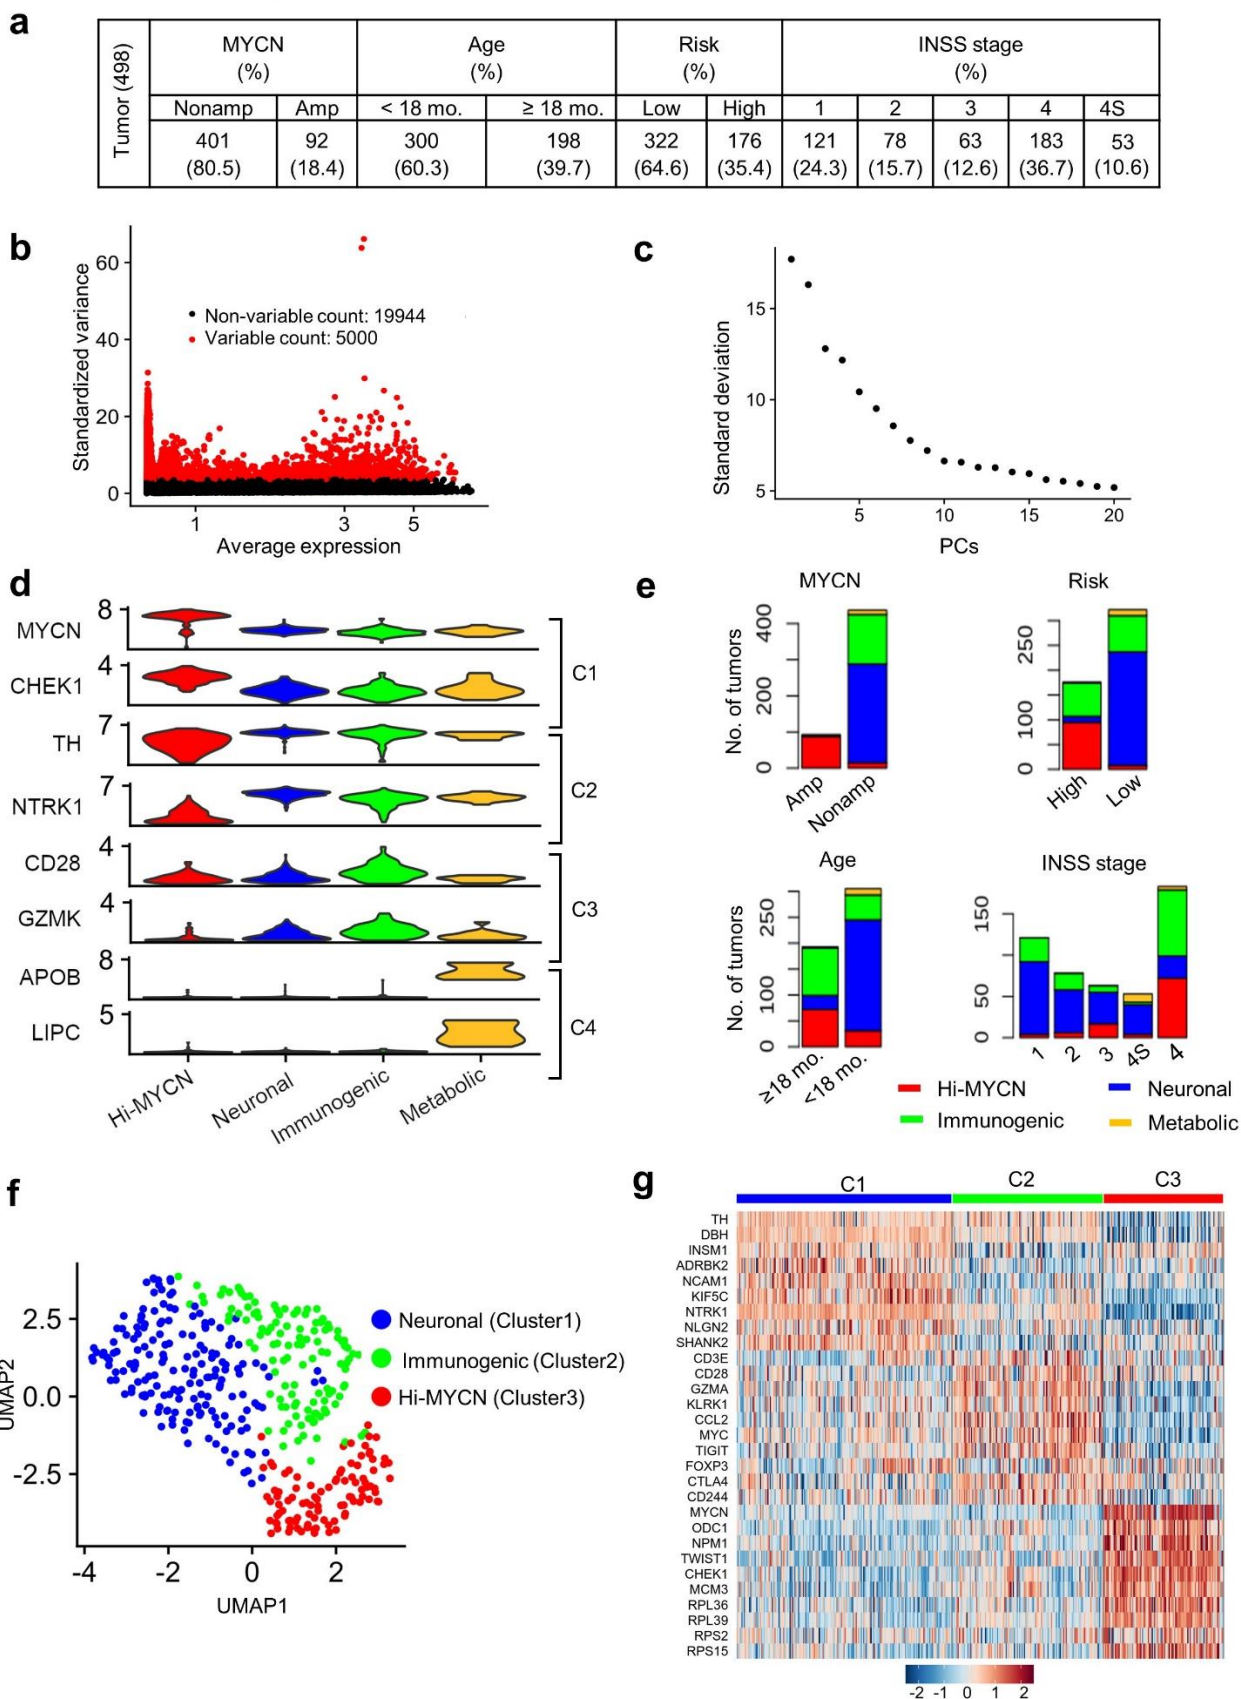 a
Tumor (498)
MYCN (%) Age (%) Risk (%) INSS stage (%)
Nonamp Amp < 18 mo. ≥ 18 mo. Low High 1 2 3 4 4S
401 92 300 198 322 176 121 78 63 183 53
(80.5) (18.4) (60.3) (39.7) (64.6) (35.4) (24.3) (15.7) (12.6) (36.7) (10.6)
b
Standardized variance
60
40
20
0
Non-variable count: 19944
Variable count: 5000
1 3 5
Average expression
c
Standard deviation
15
10
5
5 10 15 20
PCs
d
MYCN 8
CHEK1 4
C1
TH 7
NTRK1 7
C2
CD28 4
GZMK 4
C3
APOB 8
LIPC 5
C4
Hi-MYCN Neuronal Immunogenic Metabolic
e
MYCN
No. of tumors
400
200
0
Amp Nonamp
Risk
250
100
0
High Low
Age
No. of tumors
250
100
0
≥18 mo. <18 mo.
INSS stage
150
50
0
1 2 3 4S 4
Hi-MYCN Neuronal
Immunogenic Metabolic
f
UMAP2
2.5
0.0
-2.5
Neuronal (Cluster1)
Immunogenic (Cluster2)
Hi-MYCN (Cluster3)
-4 -2 0 2
UMAP1
g
C1 C2 C3
TH
DBH
INSM1
ADRBK2
NCAM1
KIF5C
NTRK1
NLGN2
SHANK2
CD3E
CD28
GZMA
KLRK1
CCL2
MYC
TIGIT
FOXP3
CTLA4
CD244
MYCN
ODC1
NPM1
TWIST1
CHEK1
MCM3
RPL36
RPL39
RPS2
RPS15
-2 -1 0 1 2